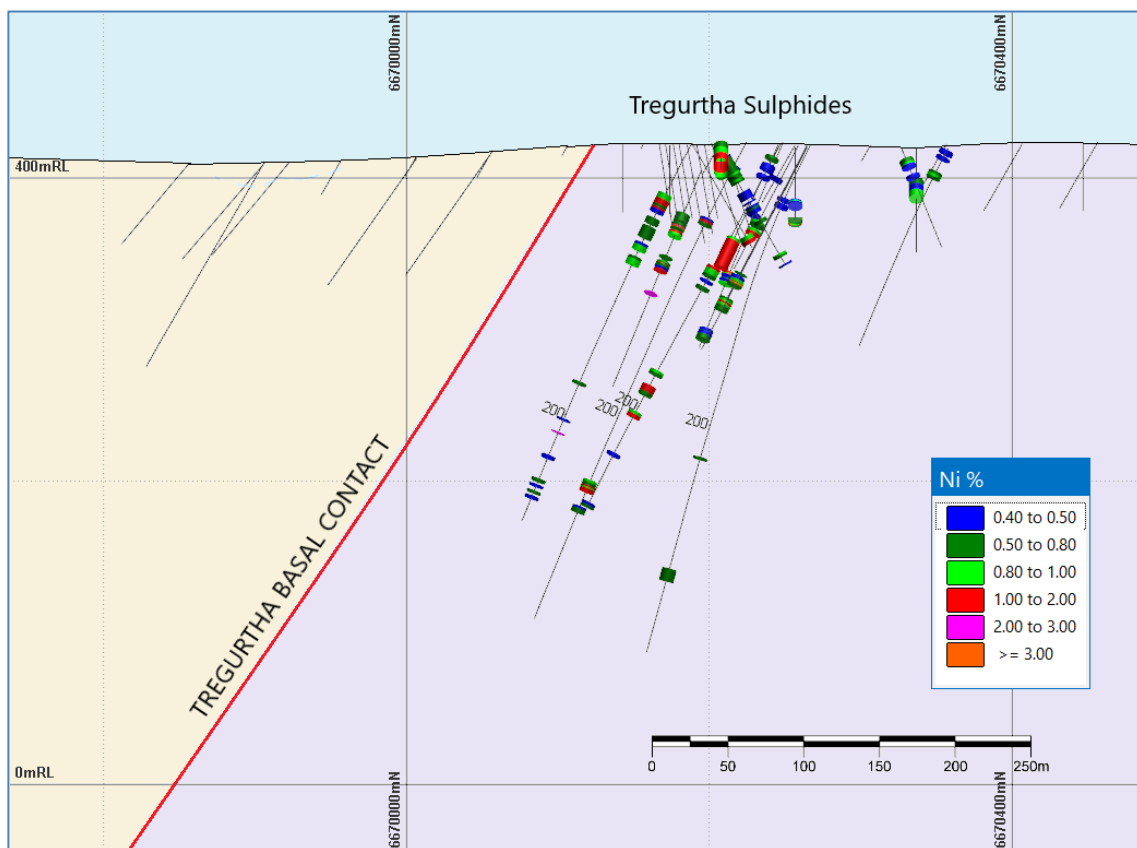 6670000mN
6670400mN
Tregurtha Sulphides
400mRL
200
200
200
200
TREGURTHA BASAL CONTACT
Ni %
0.40 to 0.50
0.50 to 0.80
0.80 to 1.00
1.00 to 2.00
2.00 to 3.00
>= 3.00
0 50 100 150 200 250m
0mRL
6670000mN
6670400mN